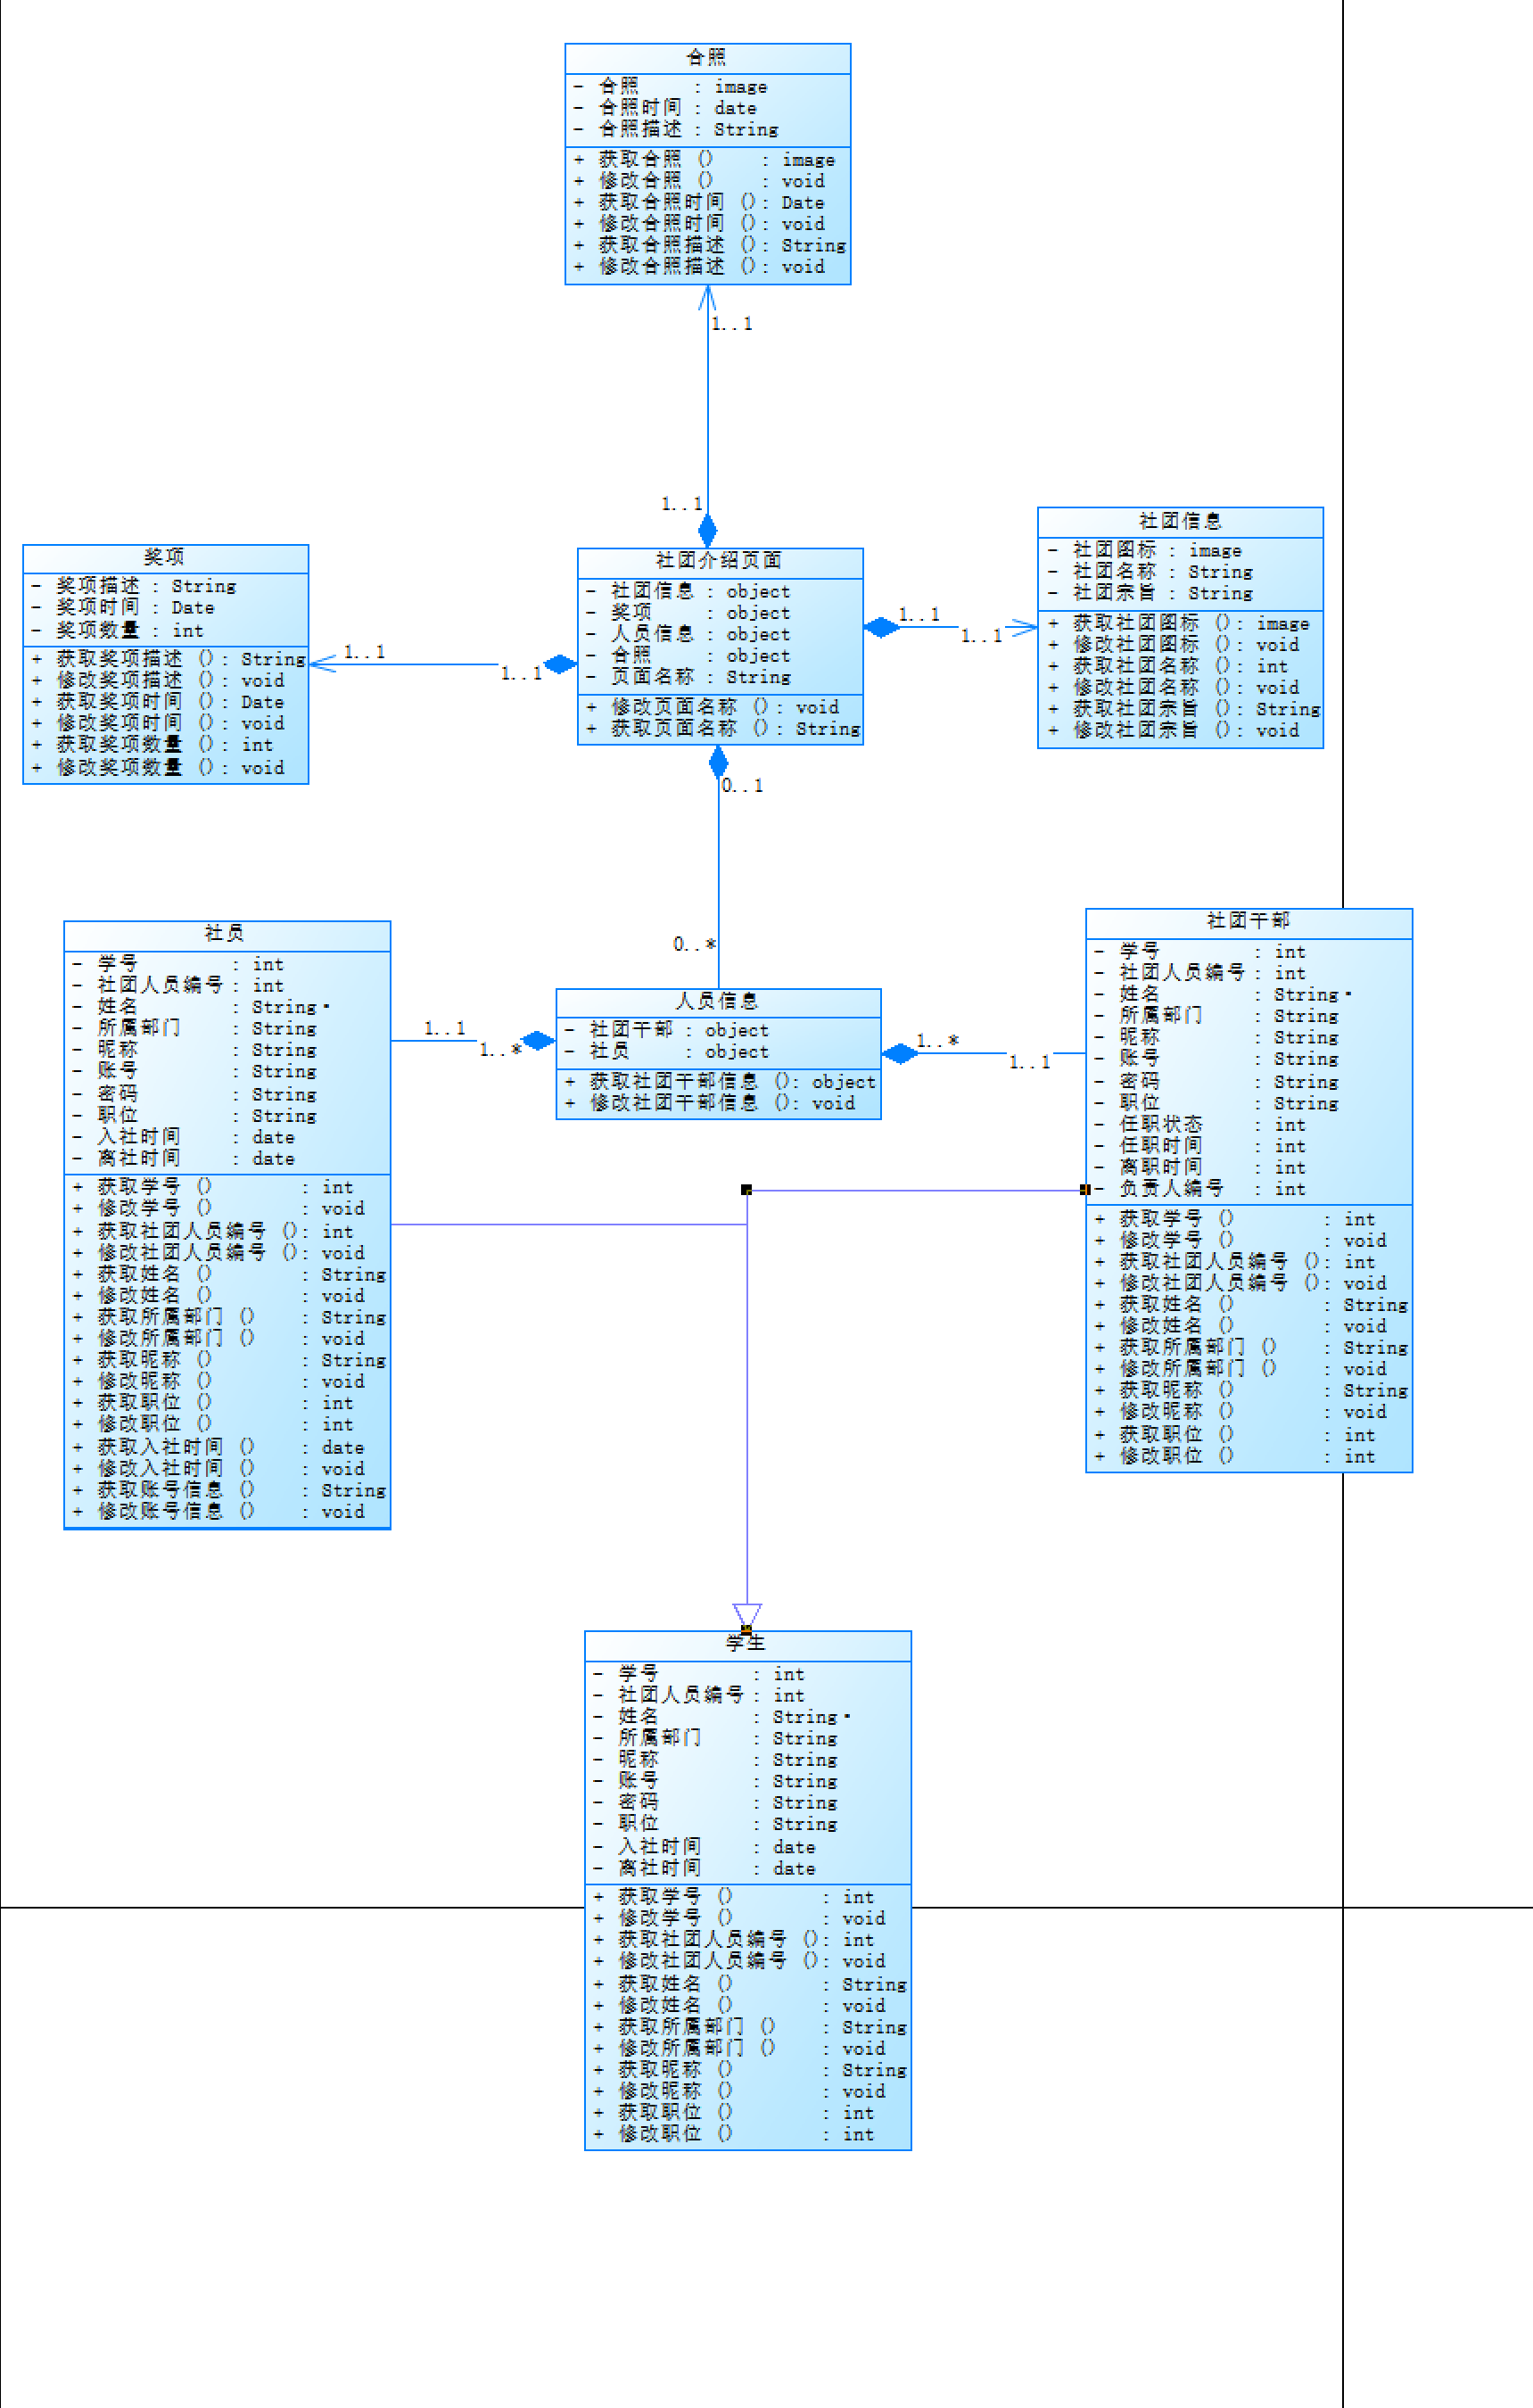 合照
- 合照 : image
- 合照时间 : date
- 合照描述 : String
+ 获取合照 () : image
+ 修改合照 () : void
+ 获取合照时间 (): Date
+ 修改合照时间 (): void
+ 获取合照描述 (): String
+ 修改合照描述 (): void
1..1
1..1
奖项
- 奖项描述 : String
- 奖项时间 : Date
- 奖项数量 : int
+ 获取奖项描述 (): String
+ 修改奖项描述 (): void
+ 获取奖项时间 (): Date
+ 修改奖项时间 (): void
+ 获取奖项数量 (): int
+ 修改奖项数量 (): void
1..1
1..1
社团介绍页面
- 社团信息 : object
- 奖项 : object
- 人员信息 : object
- 合照 : object
- 页面名称 : String
+ 修改页面名称 (): void
+ 获取页面名称 (): String
1..1
1..1
社团信息
- 社团图标 : image
- 社团名称 : String
- 社团宗旨 : String
+ 获取社团图标 (): image
+ 修改社团图标 (): void
+ 获取社团名称 (): int
+ 修改社团名称 (): void
+ 获取社团宗旨 (): String
+ 修改社团宗旨 (): void
0..1
0..*
社员
- 学号 : int
- 社团人员编号 : int
- 姓名 : String
- 所属部门 : String
- 昵称 : String
- 账号 : String
- 密码 : String
- 职位 : String
- 入社时间 : date
- 离社时间 : date
+ 获取学号 () : int
+ 修改学号 () : void
+ 获取社团人员编号 (): int
+ 修改社团人员编号 (): void
+ 获取姓名 () : String
+ 修改姓名 () : void
+ 获取所属部门 () : String
+ 修改所属部门 () : void
+ 获取昵称 () : String
+ 修改昵称 () : void
+ 获取职位 () : int
+ 修改职位 () : int
+ 获取入社时间 () : date
+ 修改入社时间 () : void
+ 获取账号信息 () : String
+ 修改账号信息 () : void
1..1
1..*
人员信息
- 社团干部 : object
- 社员 : object
+ 获取社团干部信息 (): object
+ 修改社团干部信息 (): void
1..*
1..1
社团干部
- 学号 : int
- 社团人员编号 : int
- 姓名 : String
- 所属部门 : String
- 昵称 : String
- 账号 : String
- 密码 : String
- 职位 : String
- 任职状态 : int
- 任职时间 : int
- 离职时间 : int
- 负责人编号 : int
+ 获取学号 () : int
+ 修改学号 () : void
+ 获取社团人员编号 (): int
+ 修改社团人员编号 (): void
+ 获取姓名 () : String
+ 修改姓名 () : void
+ 获取所属部门 () : String
+ 修改所属部门 () : void
+ 获取昵称 () : String
+ 修改昵称 () : void
+ 获取职位 () : int
+ 修改职位 () : int
学生
- 学号 : int
- 社团人员编号 : int
- 姓名 : String
- 所属部门 : String
- 昵称 : String
- 账号 : String
- 密码 : String
- 职位 : String
- 入社时间 : date
- 离社时间 : date
+ 获取学号 () : int
+ 修改学号 () : void
+ 获取社团人员编号 (): int
+ 修改社团人员编号 (): void
+ 获取姓名 () : String
+ 修改姓名 () : void
+ 获取所属部门 () : String
+ 修改所属部门 () : void
+ 获取昵称 () : String
+ 修改昵称 () : void
+ 获取职位 () : int
+ 修改职位 () : int